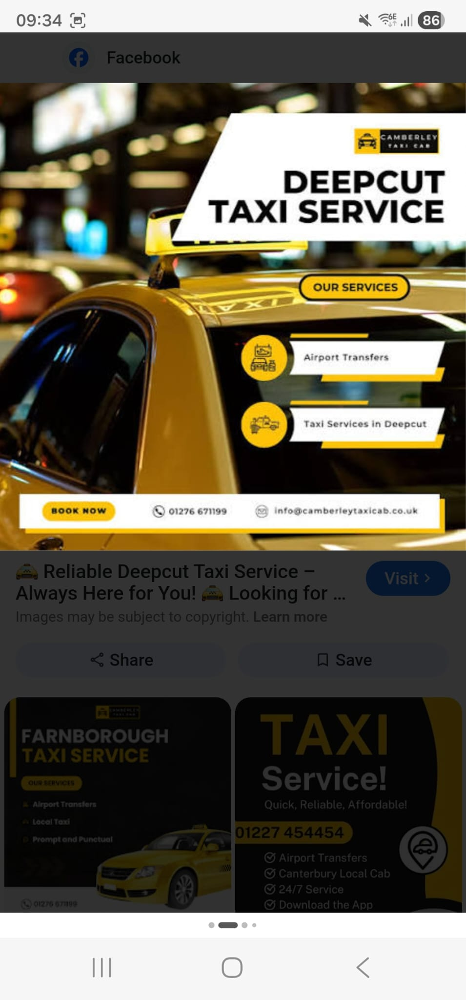 09:34
6E
86
Facebook
CAMBERLEY
TAXI CAB
DEEPCUT
TAXI SERVICE
OUR SERVICES
Airport Transfers
Taxi Services in Deepcut
BOOK NOW
01276 671199
info@camberleytaxicab.co.uk
🚖 Reliable Deepcut Taxi Service –
Always Here for You! 🚖 Looking for ...
Visit
Images may be subject to copyright. Learn more
Share
Save
CAMBERLEY
TAXI CAB
FARNBOROUGH
TAXI SERVICE
OUR SERVICES
Airport Transfers
Local Taxi
Prompt and Punctual
01276 671199
TAXI
Service!
Quick, Reliable, Affordable!
01227 454454
Airport Transfers
Canterbury Local Cab
24/7 Service
Download the App